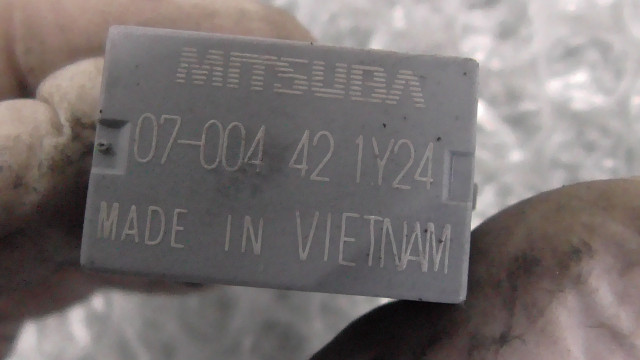 MITSUBA
07-004 42 1Y24
MADE IN VIETNAM